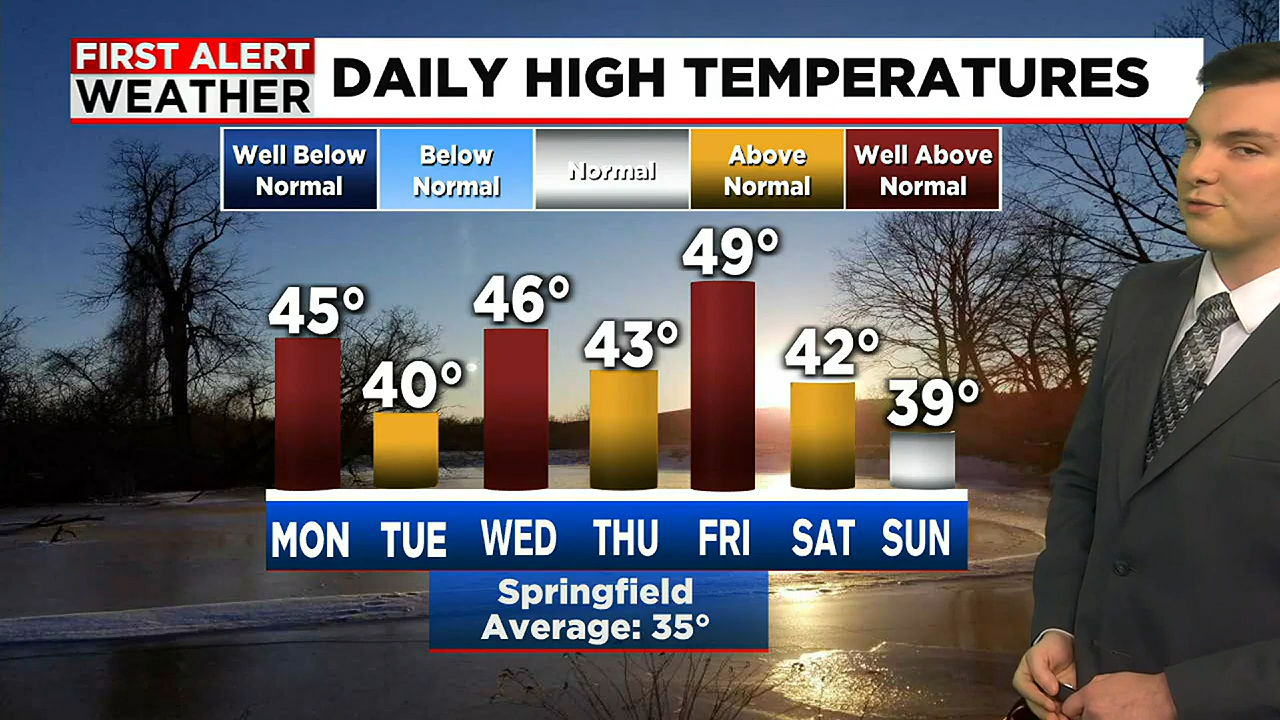 FIRST ALERT
WEATHER
DAILY HIGH TEMPERATURES
Well Below
Normal
Below
Normal
Normal
Above
Normal
Well Above
Normal
45°
40°
46°
43°
49°
42°
39°
MON TUE WED THU FRI SAT SUN
Springfield
Average: 35°